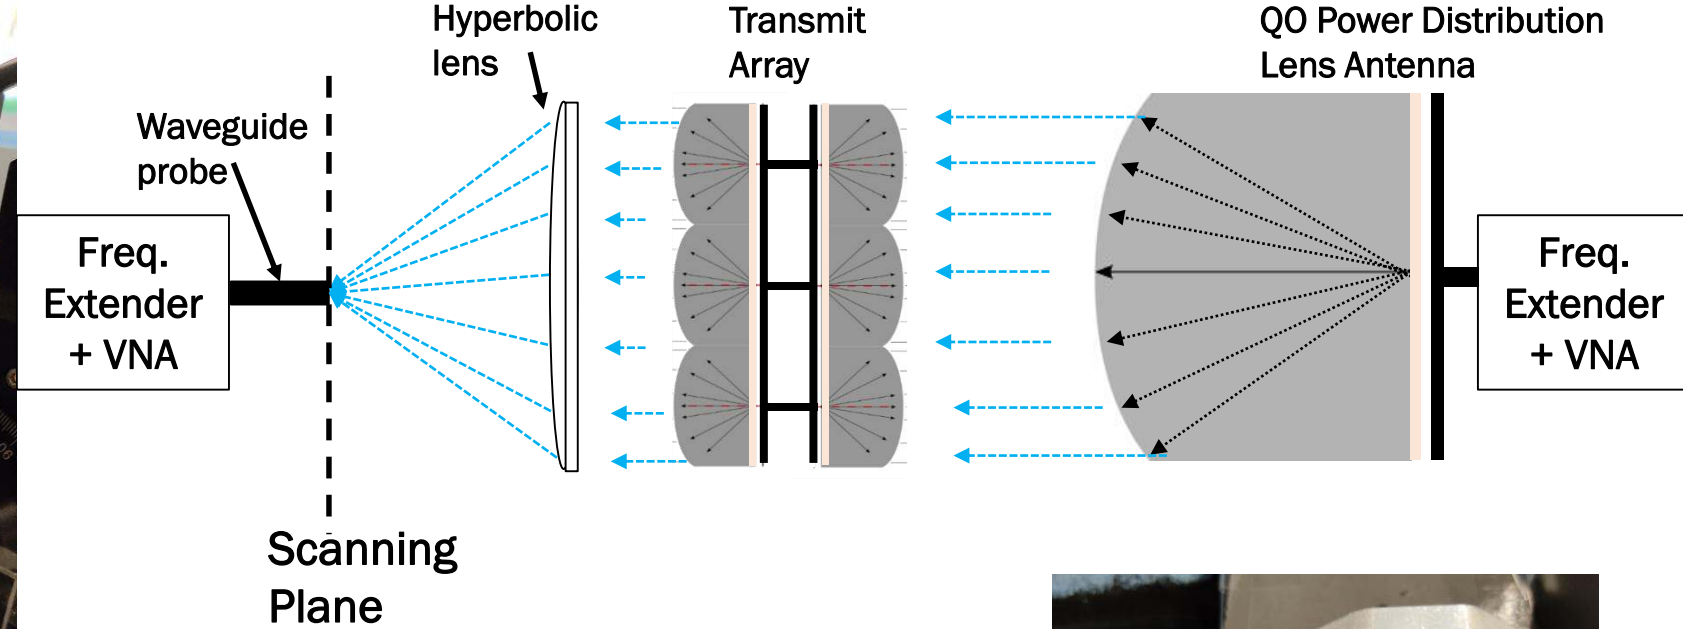 Hyperbolic
lens
Transmit
Array
QO Power Distribution
Lens Antenna
Waveguide
probe
Freq.
Extender
+ VNA
Freq.
Extender
+ VNA
Scanning
Plane